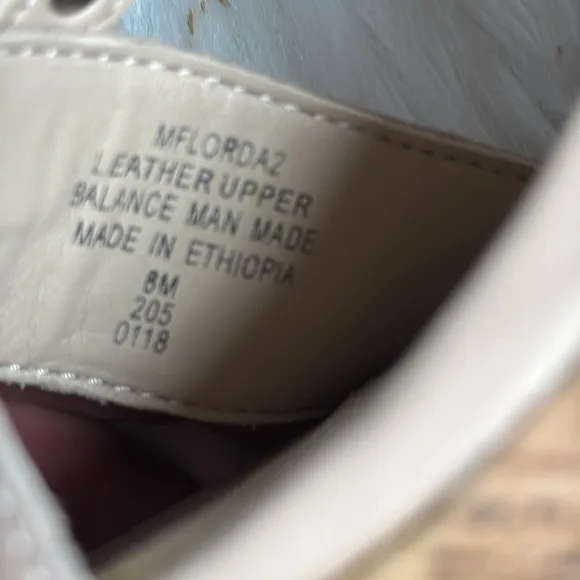 MFLORDA2
LEATHER UPPER
BALANCE MAN MADE
MADE IN ETHIOPIA
8M
205
0118